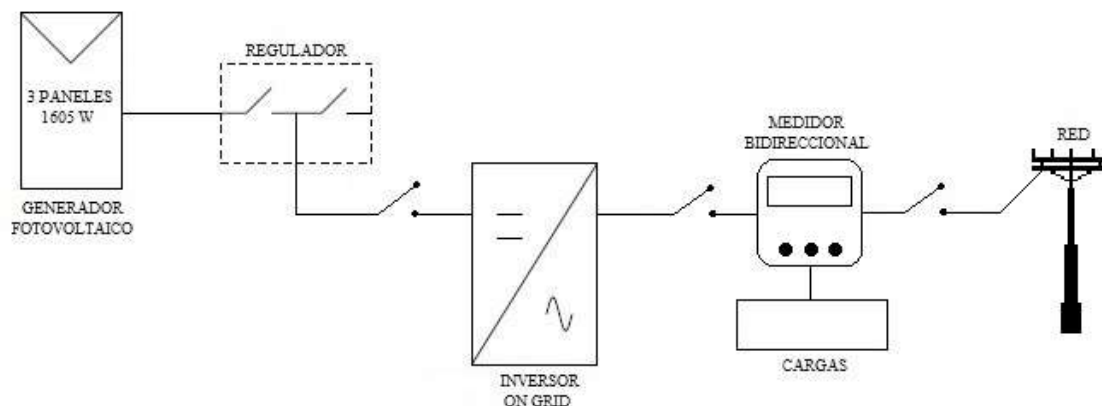 3 PANELES
1605 W
GENERADOR
FOTOVOLTAICO
REGULADOR
INVERSOR
ON GRID
MEDIDOR
BIDIRECCIONAL
CARGAS
RED